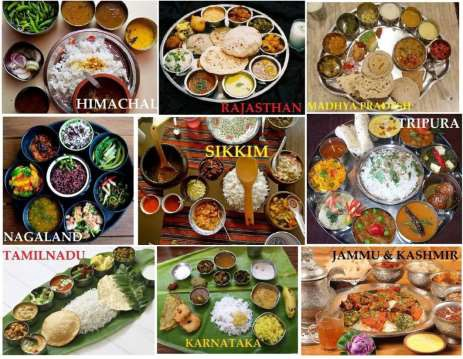 HIMACHAL
RAJASTHAN
MADHYA PRADESH
NAGALAND
SIKKIM
TRIPURA
TAMILNADU
KARNATAKA
JAMMU & KASHMIR